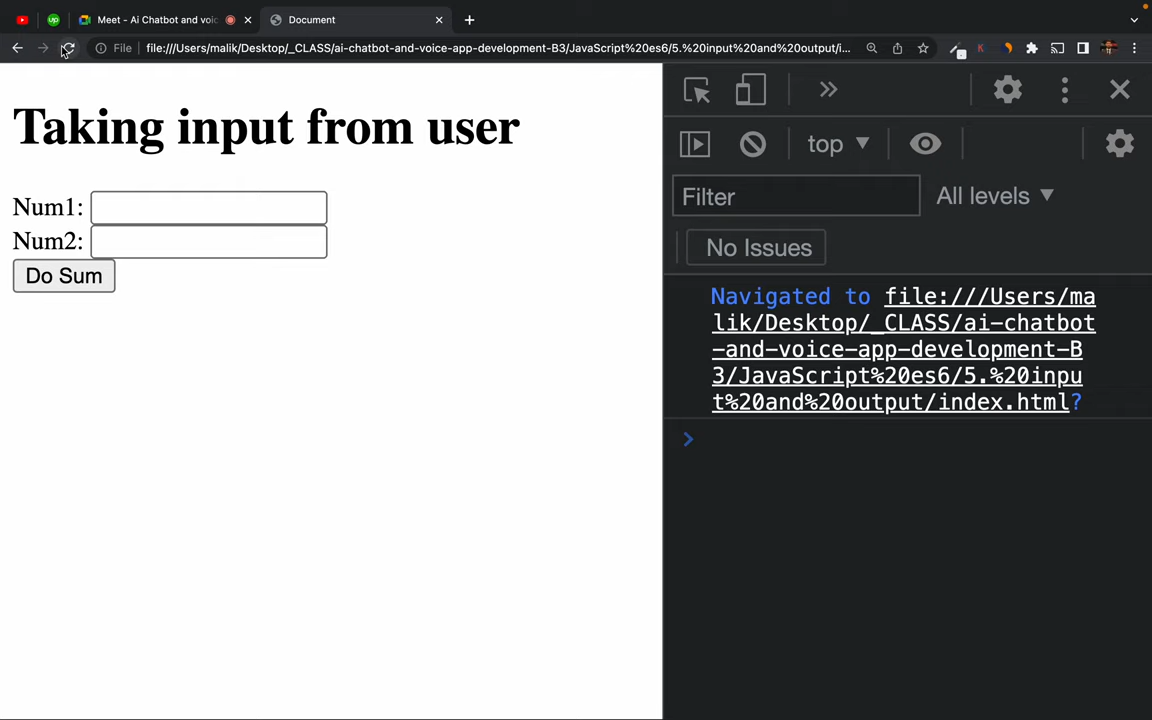 up
Meet - Ai Chatbot and voic
Document
File
file:///Users/malik/Desktop/_CLASS/ai-chatbot-and-voice-app-development-B3/JavaScript%20es6/5.%20input%20and%20output/i...
K
Taking input from user
Num1:
Num2:
Do Sum
top
Filter
All levels
No Issues
Navigated to file:///Users/ma
lik/Desktop/_CLASS/ai-chatbot
-and-voice-app-development-B
3/JavaScript%20es6/5.%20inpu
t%20and%20output/index.html?